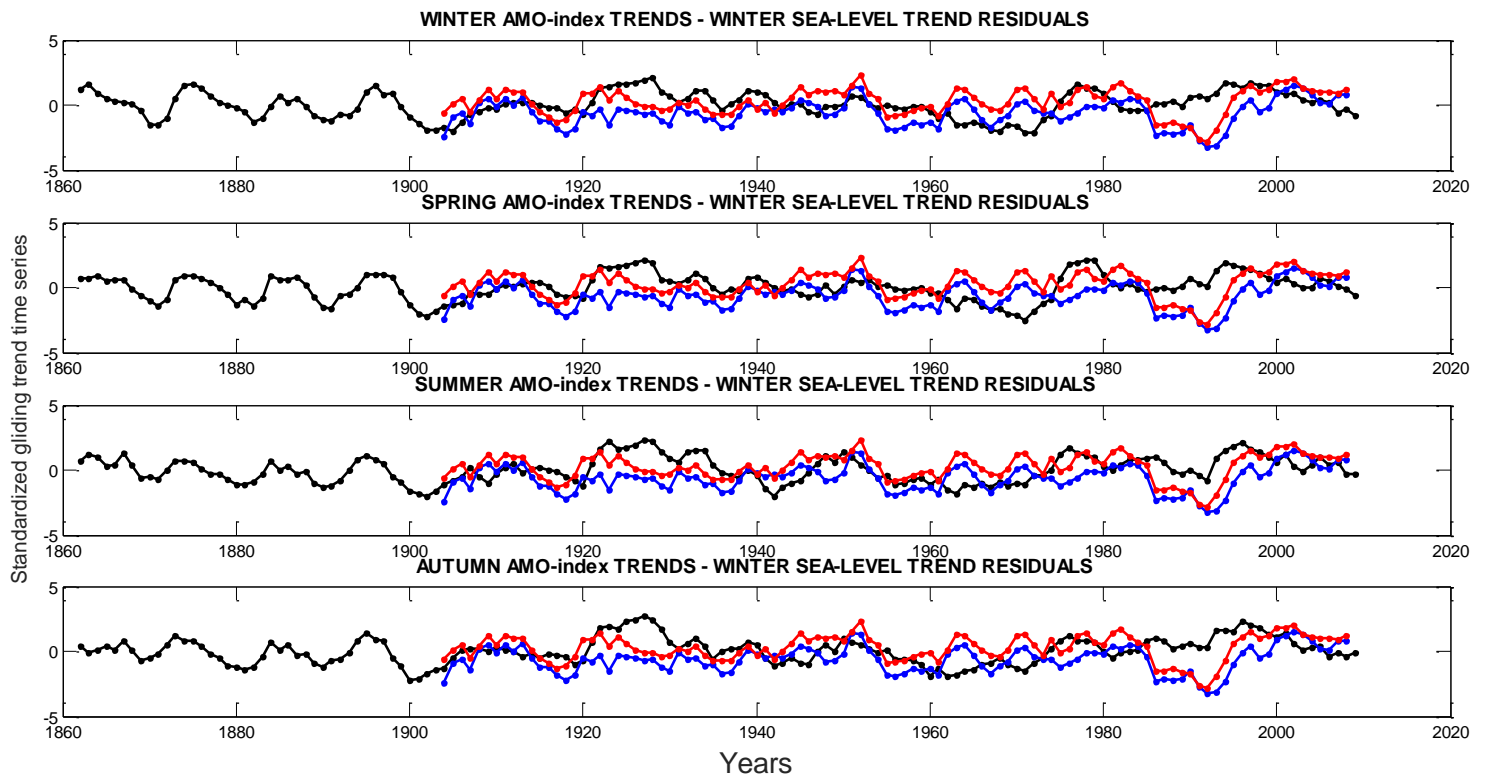 WINTER AMO-index TRENDS - WINTER SEA-LEVEL TREND RESIDUALS
5
0
-5
1860 1880 1900 1920 1940 1960 1980 2000 2020
SPRING AMO-index TRENDS - WINTER SEA-LEVEL TREND RESIDUALS
5
0
-5
1860 1880 1900 1920 1940 1960 1980 2000 2020
SUMMER AMO-index TRENDS - WINTER SEA-LEVEL TREND RESIDUALS
5
0
-5
1860 1880 1900 1920 1940 1960 1980 2000 2020
AUTUMN AMO-index TRENDS - WINTER SEA-LEVEL TREND RESIDUALS
5
0
-5
1860 1880 1900 1920 1940 1960 1980 2000 2020
Standardized gliding trend time series
Years